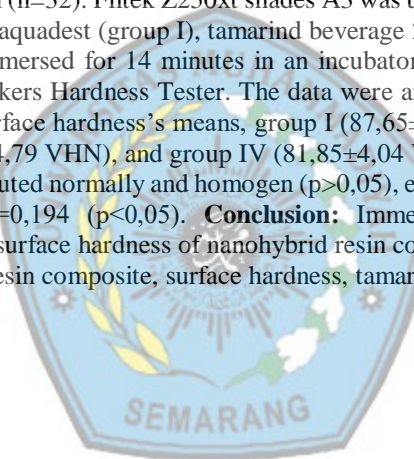 (n=32). Filtek Z250xt shades A3 was u
aquadest (group I), tamarind beverage
mersed for 14 minutes in an incubator
kers Hardness Tester. The data were a
rface hardness's means, group I (87,65±
4,79 VHN), and group IV (81,85±4,04
uted normally and homogen (p>0,05), e
=0,194 (p<0,05). Conclusion: Imme
surface hardness of nanohybrid resin co
esin composite, surface hardness, tamar
SEMARANG